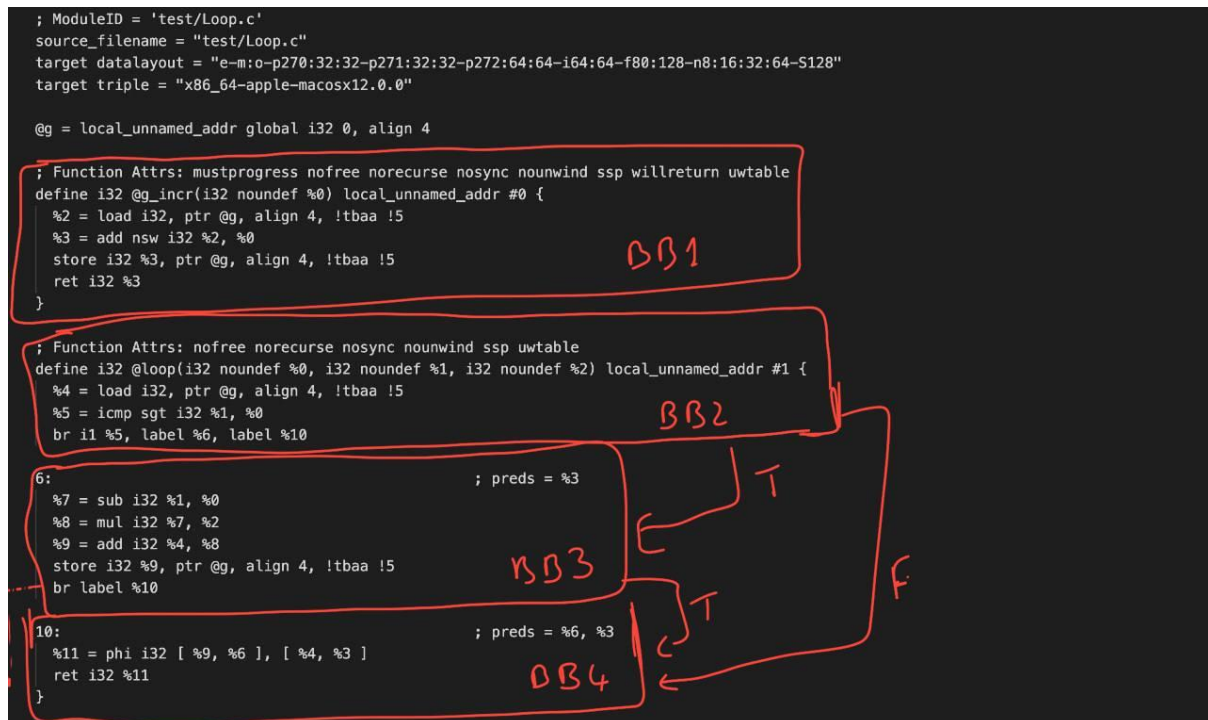 ; ModuleID = 'test/Loop.c'
source_filename = "test/Loop.c"
target datalayout = "e-m:o-p270:32:32-p271:32:32-p272:64:64-i64:64-f80:128-n8:16:32:64-S128"
target triple = "x86_64-apple-macosx12.0.0"
@g = local_unnamed_addr global i32 0, align 4
; Function Attrs: mustprogress nofree norecurse nosync nounwind ssp willreturn uwtable
define i32 @g_incr(i32 noundef %0) local_unnamed_addr #0 {
%2 = load i32, ptr @g, align 4, !tbaa !5
%3 = add nsw i32 %2, %0
store i32 %3, ptr @g, align 4, !tbaa !5
BB1
ret i32 %3
}
; Function Attrs: nofree norecurse nosync nounwind ssp uwtable
define i32 @loop(i32 noundef %0, i32 noundef %1, i32 noundef %2) local_unnamed_addr #1 {
%4 = load i32, ptr @g, align 4, !tbaa !5
%5 = icmp sgt i32 %1, %0
BB2
br i1 %5, label %6, label %10
6: ; preds = %3
T
%7 = sub i32 %1, %0
%8 = mul i32 %7, %2
%9 = add i32 %4, %8
store i32 %9, ptr @g, align 4, !tbaa !5
BB3
F
br label %10
T
10: ; preds = %6, %3
%11 = phi i32 [ %9, %6 ], [ %4, %3 ]
ret i32 %11
BB4
}